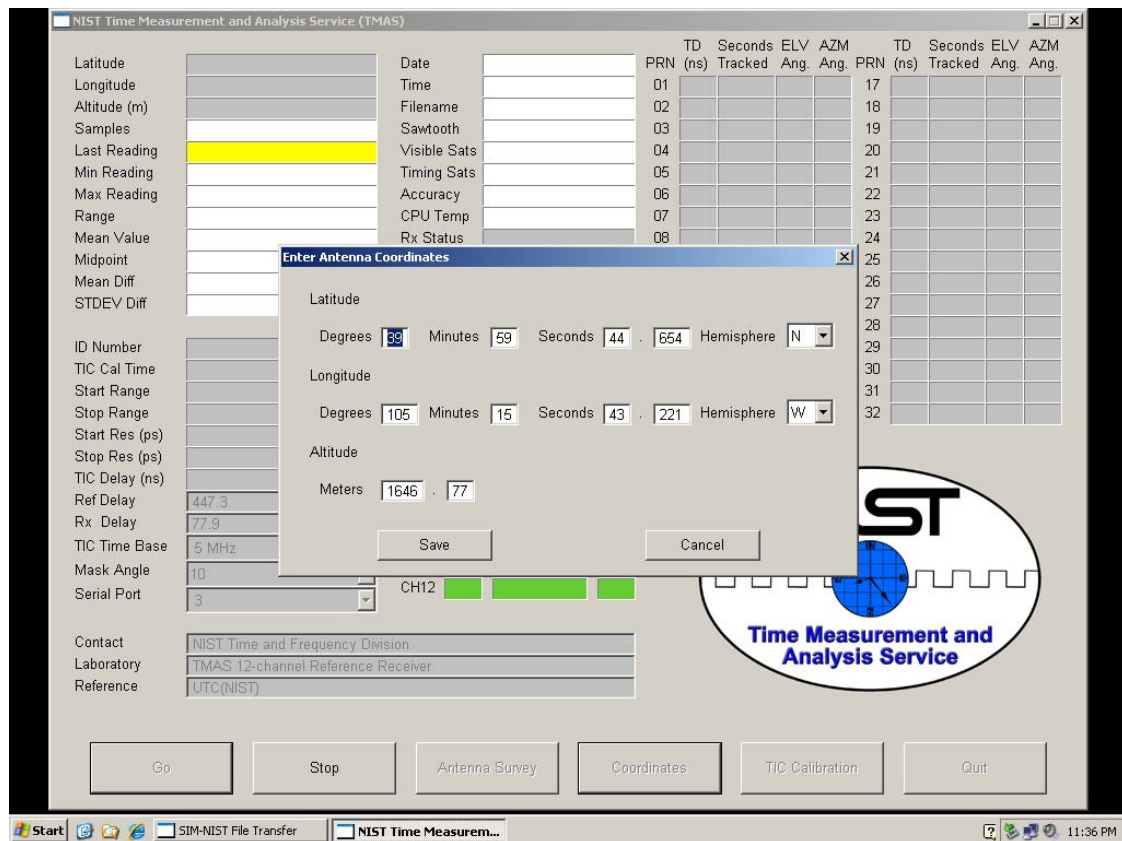 NIST Time Measurement and Analysis Service (TMAS)
TD Seconds ELV AZM TD Seconds ELV AZM
PRN (ns) Tracked Ang. Ang. PRN (ns) Tracked Ang. Ang.
Latitude Date
Longitude Time 01 17
Altitude (m) Filename 02 18
Samples Sawtooth 03 19
Last Reading Visible Sats 04 20
Min Reading Timing Sats 05 21
Max Reading Accuracy 06 22
Range CPU Temp 07 23
Mean Value Rx Status 08 24
Midpoint 25
Mean Diff 26
STDEV Diff 27
28
ID Number 29
TIC Cal Time 30
Start Range 31
Stop Range 32
Start Res (ps)
Stop Res (ps)
TIC Delay (ns)
Ref Delay 447.3
Rx Delay 77.9
TIC Time Base 5 MHz
Mask Angle 10
Serial Port 3
CH12
Enter Antenna Coordinates
Latitude
Degrees 39 Minutes 59 Seconds 44 . 654 Hemisphere N
Longitude
Degrees 105 Minutes 15 Seconds 43 . 221 Hemisphere W
Altitude
Meters 1646 . 77
Save Cancel
ST
Time Measurement and
Analysis Service
Contact NIST Time and Frequency Division
Laboratory TMAS 12-channel Reference Receiver
Reference UTC(NIST)
Go Stop Antenna Survey Coordinates TIC Calibration Quit
Start SIM-NIST File Transfer NIST Time Measurem... 11:36 PM